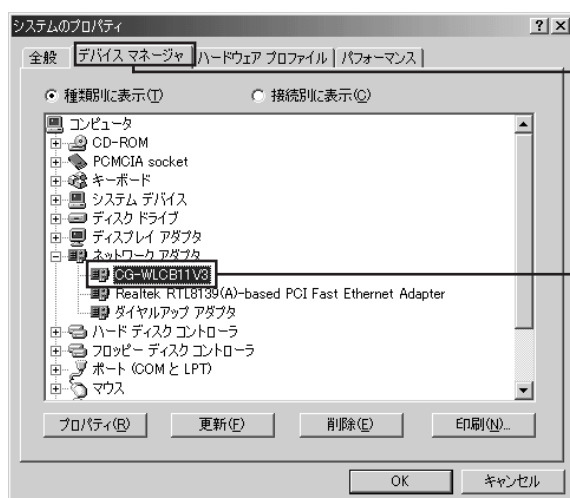 システムのプロパティ
全般 デバイス マネージャ ハードウェア プロファイル パフォーマンス
種類別に表示(T) 接続別に表示(C)
コンピュータ
CD-ROM
PCMCIA socket
キーボード
システム デバイス
ディスク ドライブ
ディスプレイ アダプタ
ネットワーク アダプタ
CG-WLCB11V3
Realtek RTL8139(A)-based PCI Fast Ethernet Adapter
ダイヤルアップ アダプタ
ハード ディスク コントローラ
フロッピー ディスク コントローラ
ポート (COM と LPT)
マウス
プロパティ(R) 更新(F) 削除(E) 印刷(N)...
OK キャンセル